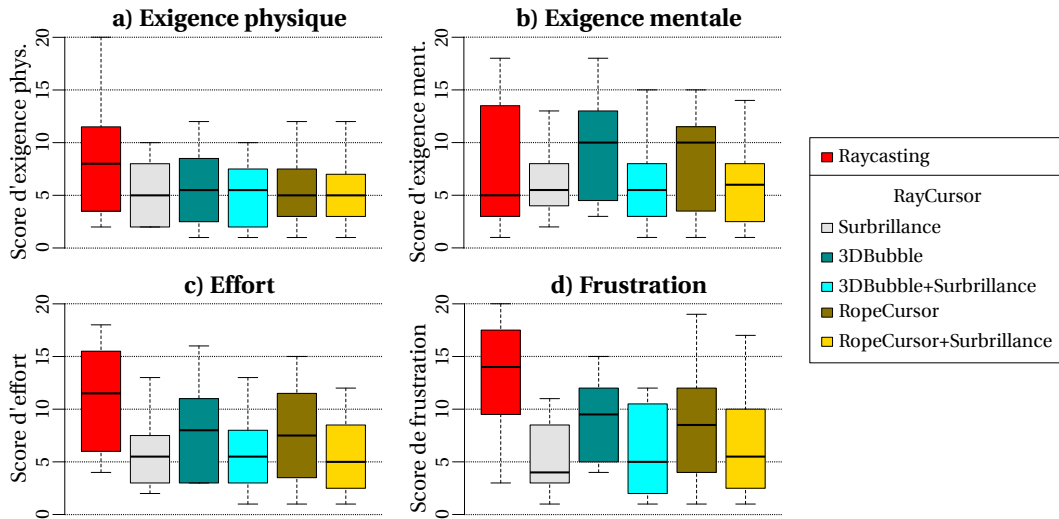 a) Exigence physique
Score d'exigence phys.
20
15
10
5
0
b) Exigence mentale
Score d'exigence ment.
20
15
10
5
0
c) Effort
Score d'effort
20
15
10
5
0
d) Frustration
Score de frustration
20
15
10
5
0
Raycasting
RayCursor
Surbrillance
3DBubble
3DBubble+Surbrillance
RopeCursor
RopeCursor+Surbrillance